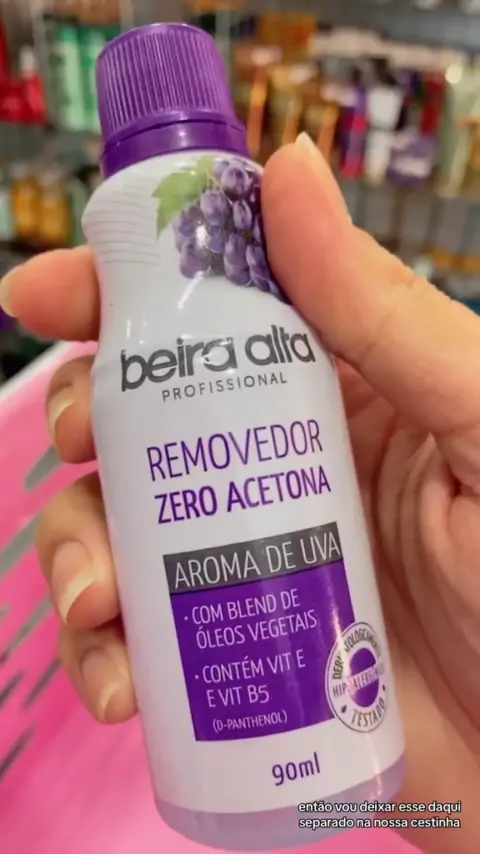 beira alta
PROFISSIONAL
REMOVEDOR
ZERO ACETONA
AROMA DE UVA
• COM BLEND DE
ÓLEOS VEGETAIS
• CONTÉM VIT E
E VIT B5
(D-PANTHENOL)
TESTADO
90ml
então vou deixar esse daqui
separado na nossa cestinha